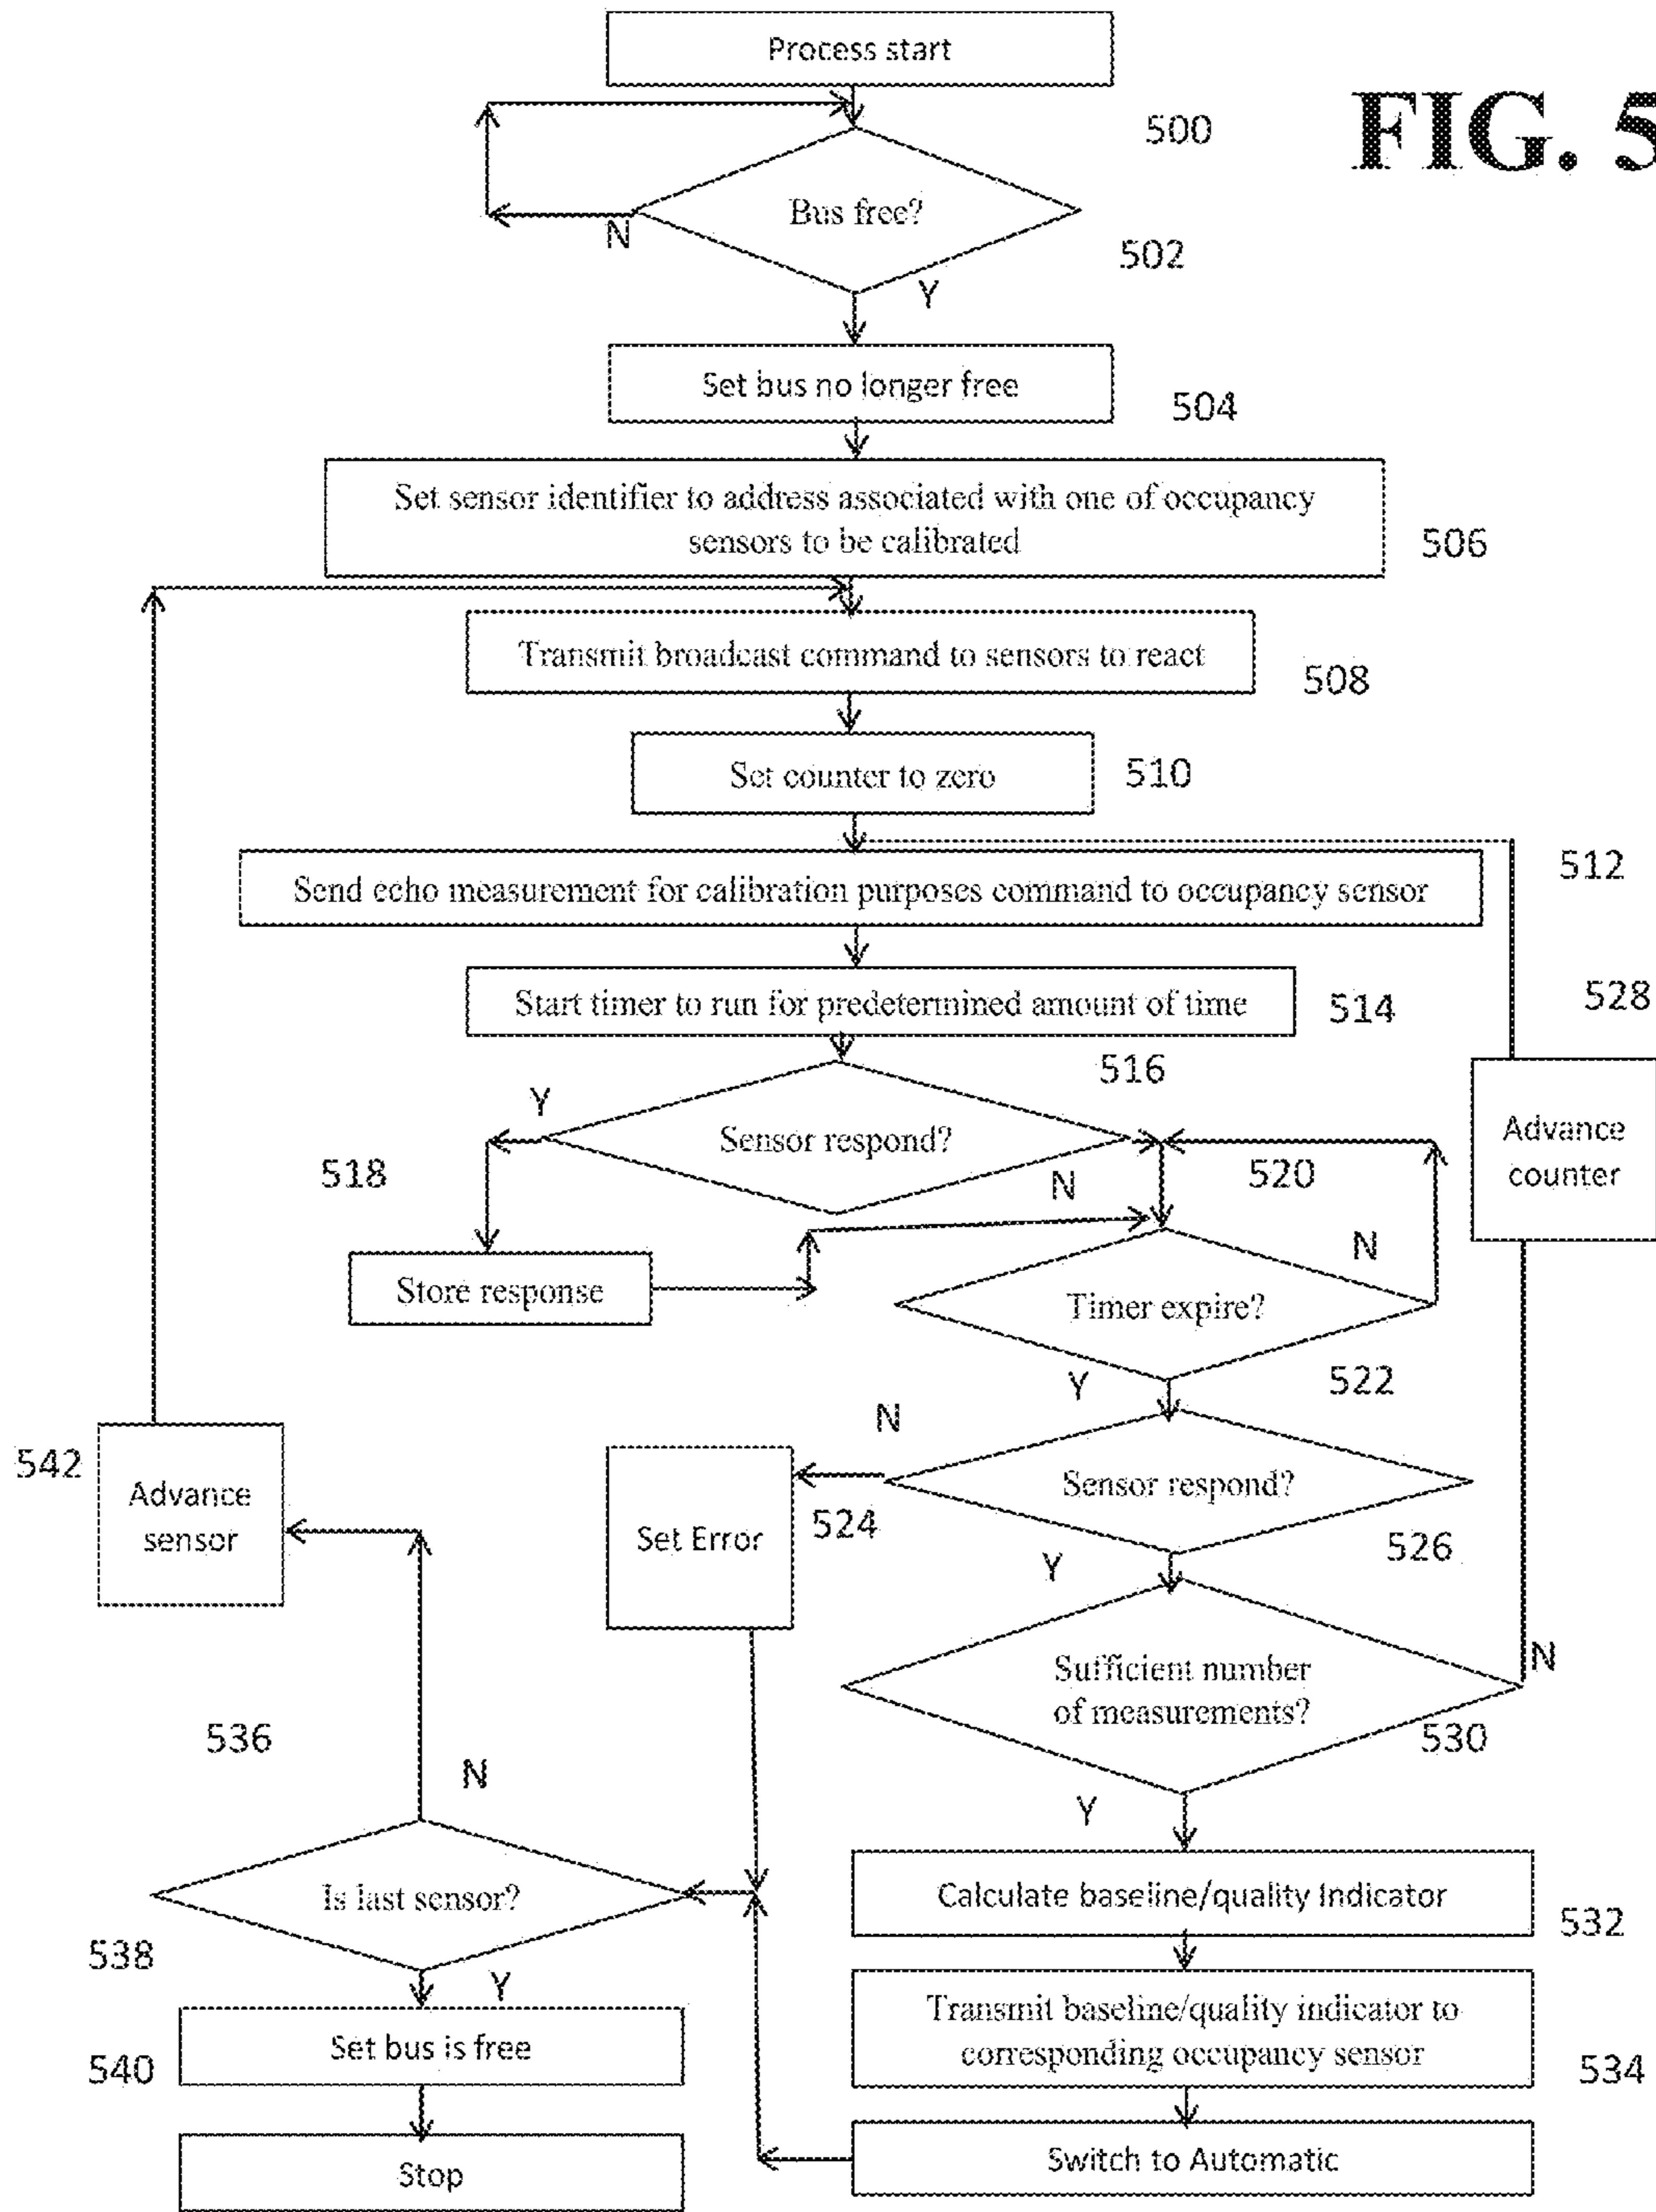 Process start
500
FIG. 5
Bus free?
N
502
Y
Set bus no longer free
504
Set sensor identifier to address associated with one of occupancy
sensors to be calibrated
506
Transmit broadcast command to sensors to react
508
Set counter to zero
510
512
Send echo measurement for calibration purposes command to occupancy sensor
528
Start timer to run for predetermined amount of time
514
516
Y
Sensor respond?
Advance
counter
518
N
520
N
Store response
Timer expire?
522
Y
N
542
Advance
sensor
Set Error
524
Sensor respond?
526
Y
Sufficient number
of measurements?
N
530
536
N
Y
Is last sensor?
Calculate baseline/quality Indicator
532
538
Y
Set bus is free
540
Transmit baseline/quality indicator to
corresponding occupancy sensor
534
Stop
Switch to Automatic